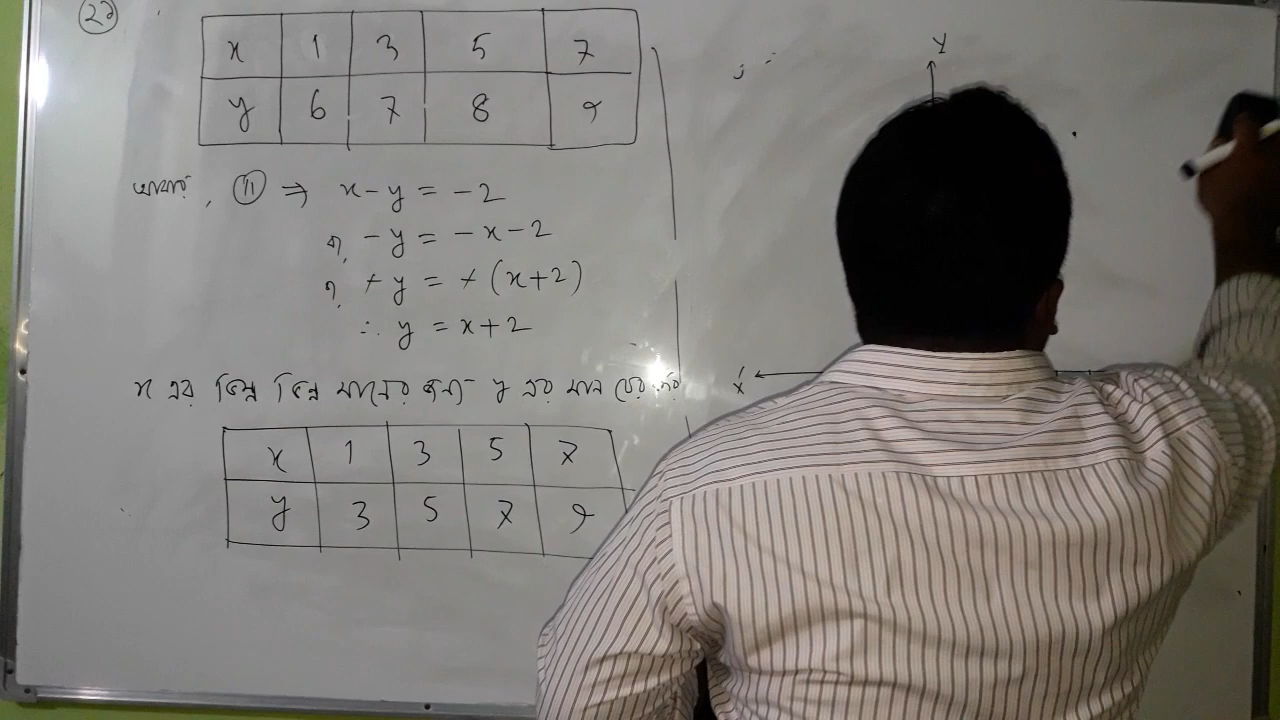 x 1 3 5 7
y 6 7 8 9
আবার, (ii) ⇒ x - y = -2
বা, -y = -x - 2
বা, -y = -(x+2)
∴ y = x+2
x এর ভিন্ন ভিন্ন মানের জন্য y এর মান বের করি
x 1 3 5 7
y 3 5 7 9
Y
X'